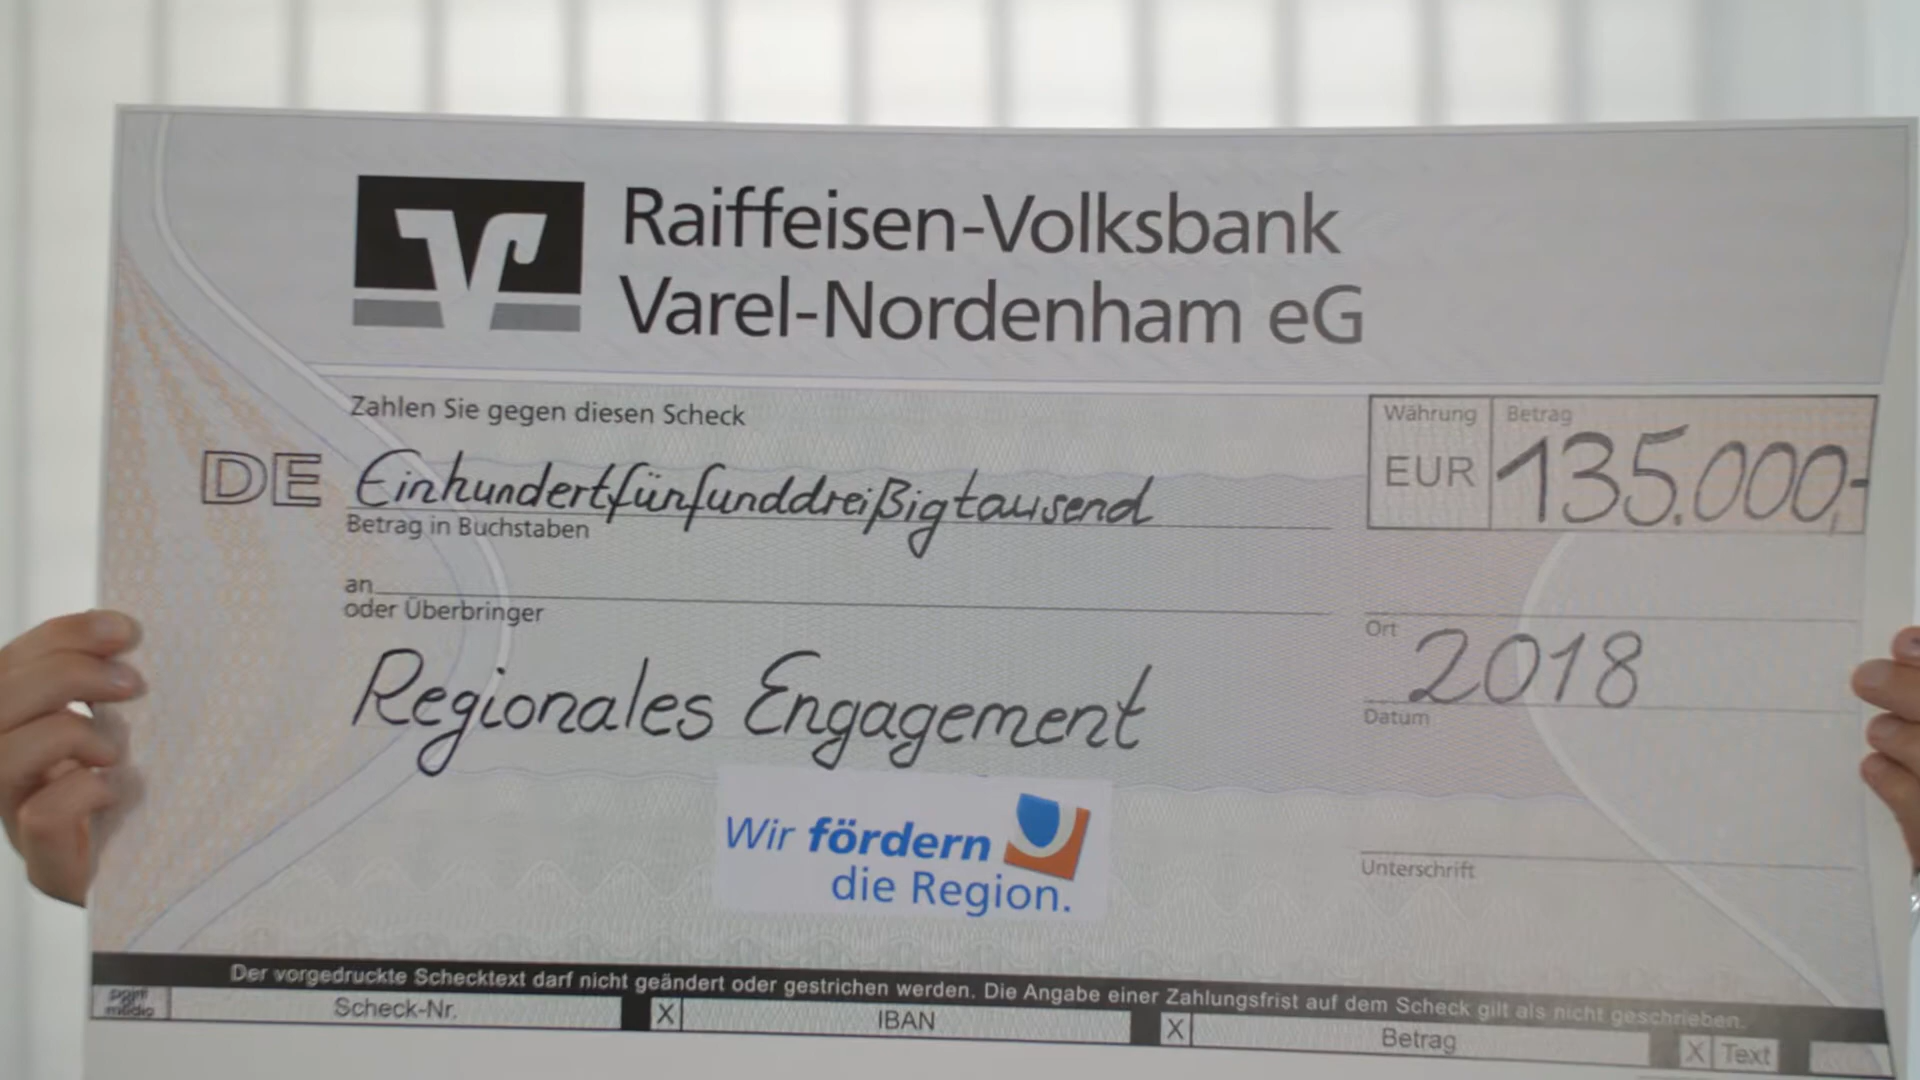 Raiffeisen-Volksbank
Varel-Nordenham eG
Zahlen Sie gegen diesen Scheck
Währung
Betrag
DE
Einhundertfünfunddreißigtausend
EUR
135.000,-
Betrag in Buchstaben
an
oder Überbringer
Ort
Regionales Engagement
2018
Datum
Wir fördern
die Region.
Unterschrift
Der vorgedruckte Schecktext darf nicht geändert oder gestrichen werden. Die Angabe einer Zahlungsfrist auf dem Scheck gilt als nicht geschrieben.
Scheck-Nr.
X
IBAN
X
Betrag
X
Text